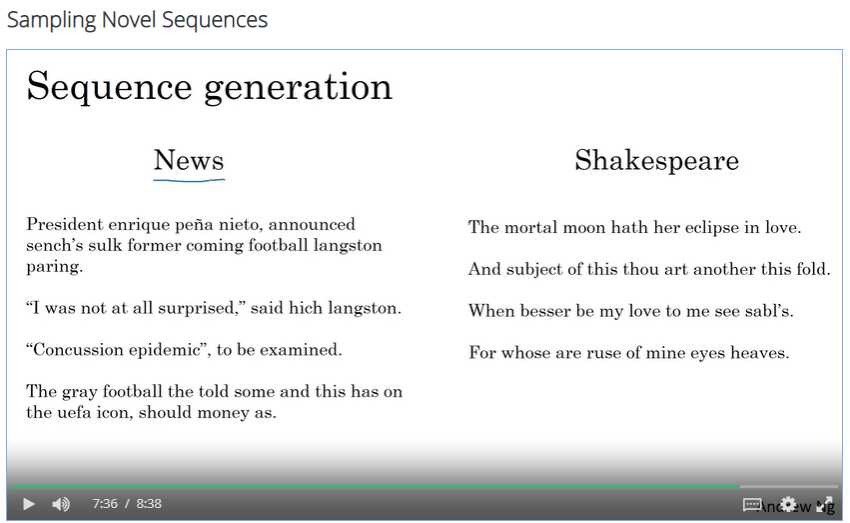 Sampling Novel Sequences
Sequence generation
News
President enrique peña nieto, announced
sench's sulk former coming football langston
paring.
“I was not at all surprised,” said hich langston.
“Concussion epidemic”, to be examined.
The gray football the told some and this has on
the uefa icon, should money as.
Shakespeare
The mortal moon hath her eclipse in love.
And subject of this thou art another this fold.
When besser be my love to me see sabl's.
For whose are ruse of mine eyes heaves.
7:36 / 8:38
Andrew Ng